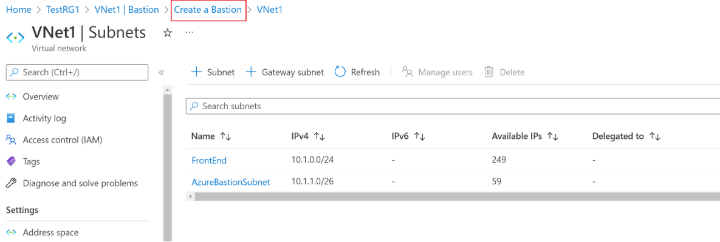 Home > TestRG1 > VNet1 | Bastion > Create a Bastion > VNet1
VNet1 | Subnets ☆ ...
Virtual network
Search (Ctrl+/) «
+ Subnet + Gateway subnet Refresh Manage users Delete
Overview
Activity log
Access control (IAM)
Tags
Diagnose and solve problems
Settings
Address space
Search subnets
Name ↑↓ IPv4 ↑↓ IPv6 ↑↓ Available IPs ↑↓ Delegated to ↑↓
FrontEnd 10.1.0.0/24 - 249 -
AzureBastionSubnet 10.1.1.0/26 - 59 -